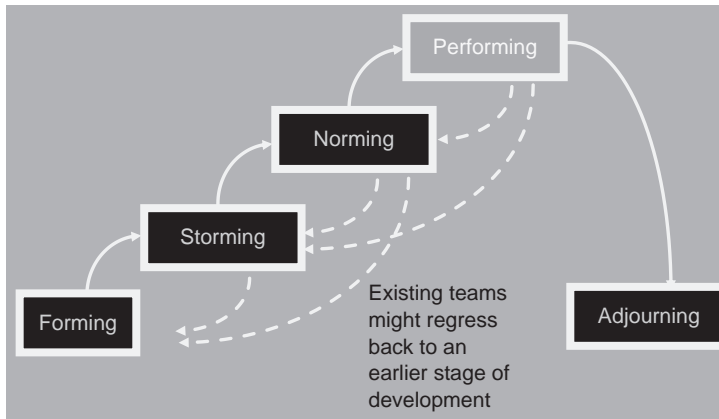 Performing
Norming
Storming
Forming
Existing teams
might regress
back to an
earlier stage of
development
Adjourning